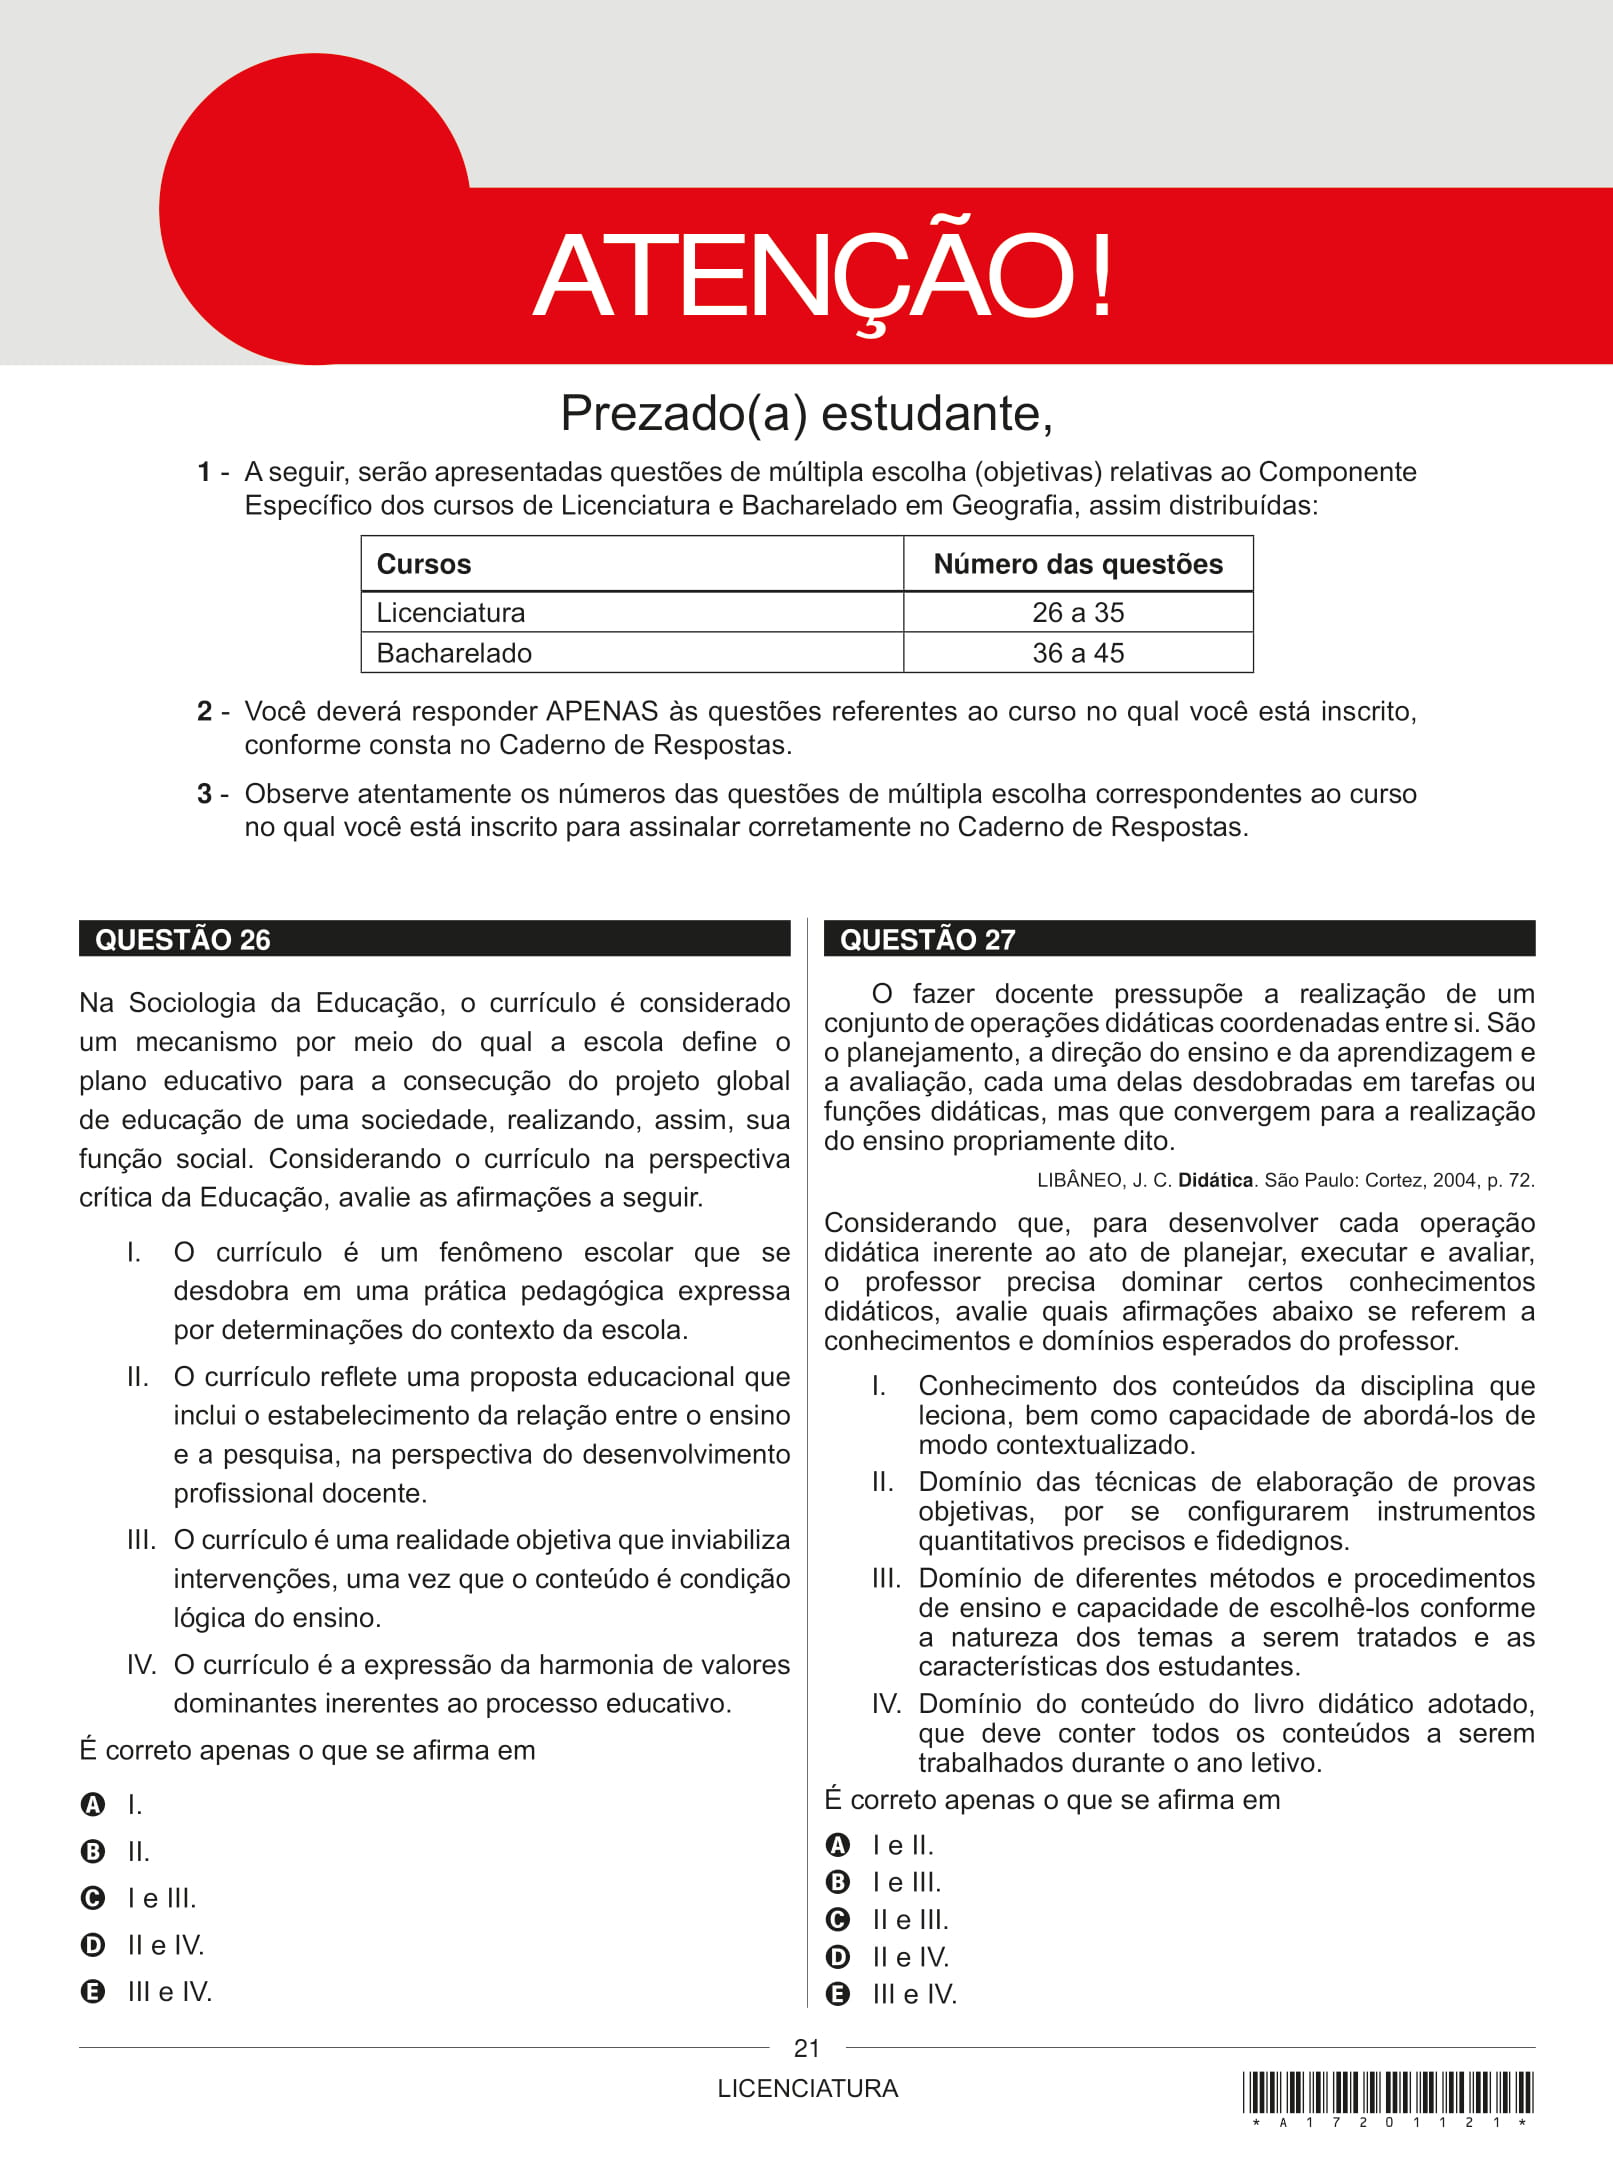 ATENÇÃO!
Prezado(a) estudante,
1 - A seguir, serão apresentadas questões de múltipla escolha (objetivas) relativas ao Componente
Específico dos cursos de Licenciatura e Bacharelado em Geografia, assim distribuídas:
Cursos Número das questões
Licenciatura 26 a 35
Bacharelado 36 a 45
2 - Você deverá responder APENAS às questões referentes ao curso no qual você está inscrito,
conforme consta no Caderno de Respostas.
3 - Observe atentamente os números das questões de múltipla escolha correspondentes ao curso
no qual você está inscrito para assinalar corretamente no Caderno de Respostas.
QUESTÃO 26
Na Sociologia da Educação, o currículo é considerado
um mecanismo por meio do qual a escola define o
plano educativo para a consecução do projeto global
de educação de uma sociedade, realizando, assim, sua
função social. Considerando o currículo na perspectiva
crítica da Educação, avalie as afirmações a seguir.
I. O currículo é um fenômeno escolar que se
desdobra em uma prática pedagógica expressa
por determinações do contexto da escola.
II. O currículo reflete uma proposta educacional que
inclui o estabelecimento da relação entre o ensino
e a pesquisa, na perspectiva do desenvolvimento
profissional docente.
III. O currículo é uma realidade objetiva que inviabiliza
intervenções, uma vez que o conteúdo é condição
lógica do ensino.
IV. O currículo é a expressão da harmonia de valores
dominantes inerentes ao processo educativo.
É correto apenas o que se afirma em
A I.
B II.
C I e III.
D II e IV.
E III e IV.
QUESTÃO 27
O fazer docente pressupõe a realização de um
conjunto de operações didáticas coordenadas entre si. São
o planejamento, a direção do ensino e da aprendizagem e
a avaliação, cada uma delas desdobradas em tarefas ou
funções didáticas, mas que convergem para a realização
do ensino propriamente dito.
LIBÂNEO, J. C. Didática. São Paulo: Cortez, 2004, p. 72.
Considerando que, para desenvolver cada operação
didática inerente ao ato de planejar, executar e avaliar,
o professor precisa dominar certos conhecimentos
didáticos, avalie quais afirmações abaixo se referem a
conhecimentos e domínios esperados do professor.
I. Conhecimento dos conteúdos da disciplina que
leciona, bem como capacidade de abordá-los de
modo contextualizado.
II. Domínio das técnicas de elaboração de provas
objetivas, por se configurarem instrumentos
quantitativos precisos e fidedignos.
III. Domínio de diferentes métodos e procedimentos
de ensino e capacidade de escolhê-los conforme
a natureza dos temas a serem tratados e as
características dos estudantes.
IV. Domínio do conteúdo do livro didático adotado,
que deve conter todos os conteúdos a serem
trabalhados durante o ano letivo.
É correto apenas o que se afirma em
A I e II.
B I e III.
C II e III.
D II e IV.
E III e IV.
21
LICENCIATURA
*A17201121*